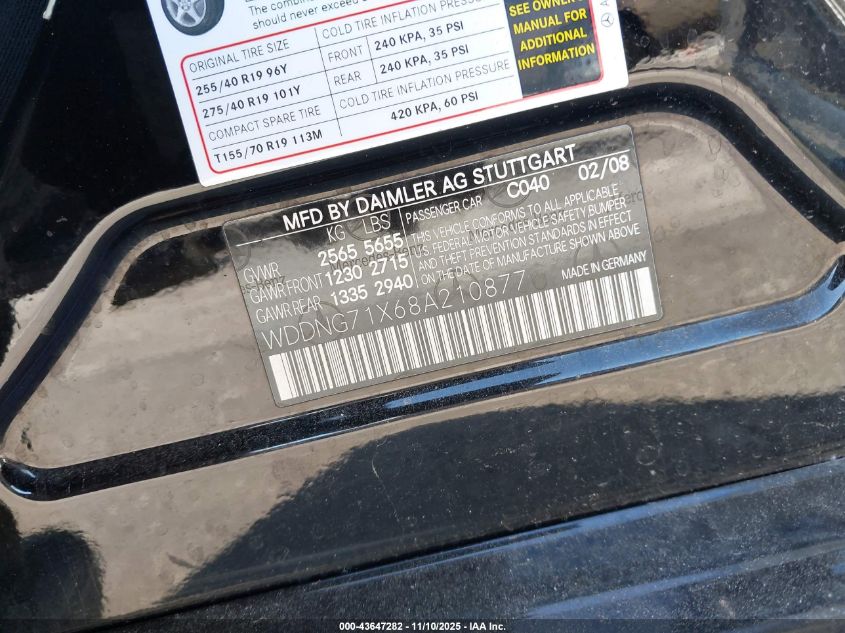 The combin
should never exceed
ORIGINAL TIRE SIZE COLD TIRE INFLATION PRESSURE
255/40 R19 96Y FRONT 240 KPA, 35 PSI
275/40 R19 101Y REAR 240 KPA, 35 PSI
COMPACT SPARE TIRE COLD TIRE INFLATION PRESSURE
T155/70 R19 113M 420 KPA, 60 PSI
SEE OWNER'S
MANUAL FOR
ADDITIONAL
INFORMATION
MFD BY DAIMLER AG STUTTGART
KG LBS PASSENGER CAR C040 02/08
GVWR 2565 5655
GAWR FRONT 1230 2715
GAWR REAR 1335 2940
THIS VEHICLE CONFORMS TO ALL APPLICABLE
U.S. FEDERAL MOTOR VEHICLE SAFETY BUMPER
AND THEFT PREVENTION STANDARDS IN EFFECT
ON THE DATE OF MANUFACTURE SHOWN ABOVE
WDDNG71X68A210877 MADE IN GERMANY
000-43647282 - 11/10/2025 - IAA Inc.